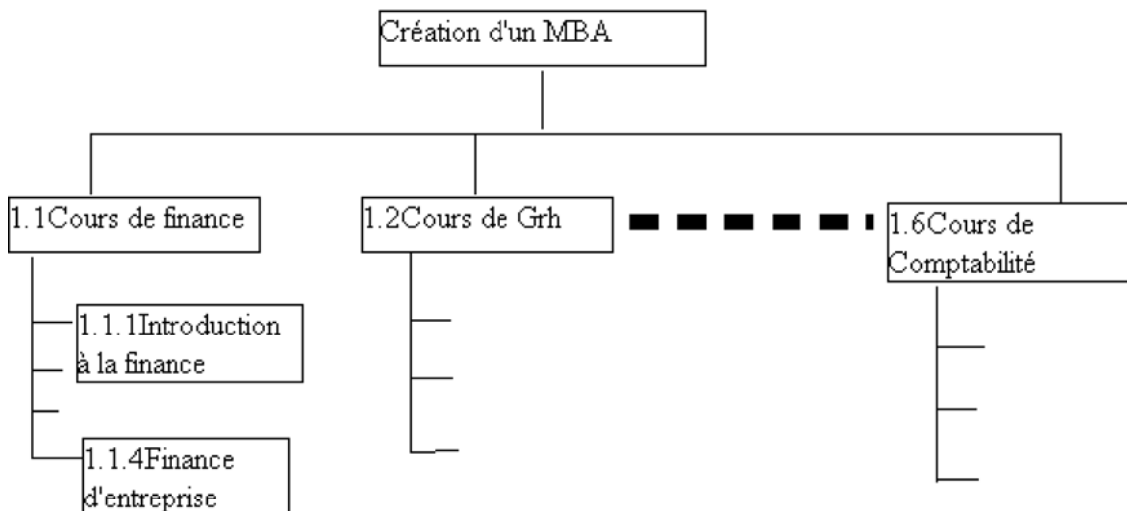 Création d'un MBA
1.1Cours de finance
1.2Cours de Grh
1.6Cours de
Comptabilité
1.1.1Introduction
à la finance
1.1.4Finance
d'entreprise